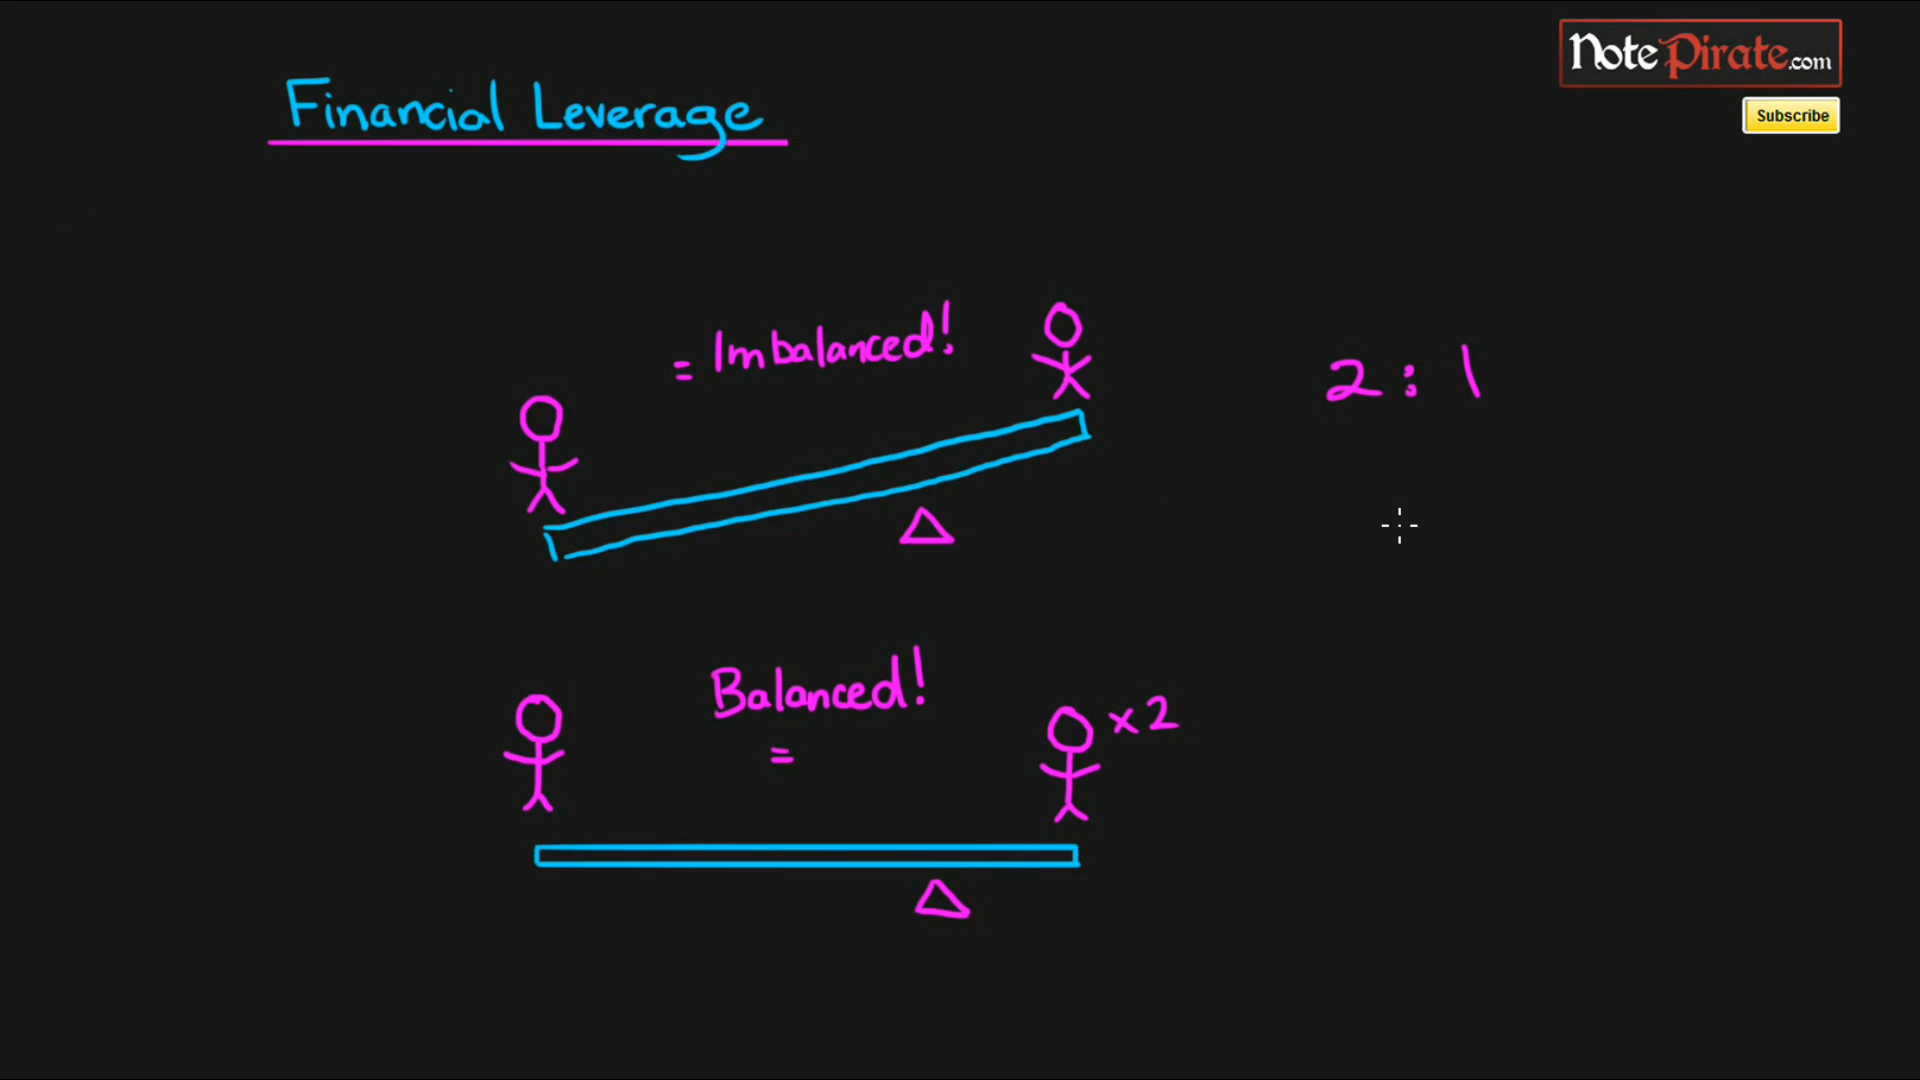 NotePirate.com
Subscribe
Financial Leverage
= Imbalanced!
2:1
Balanced!
=
x2